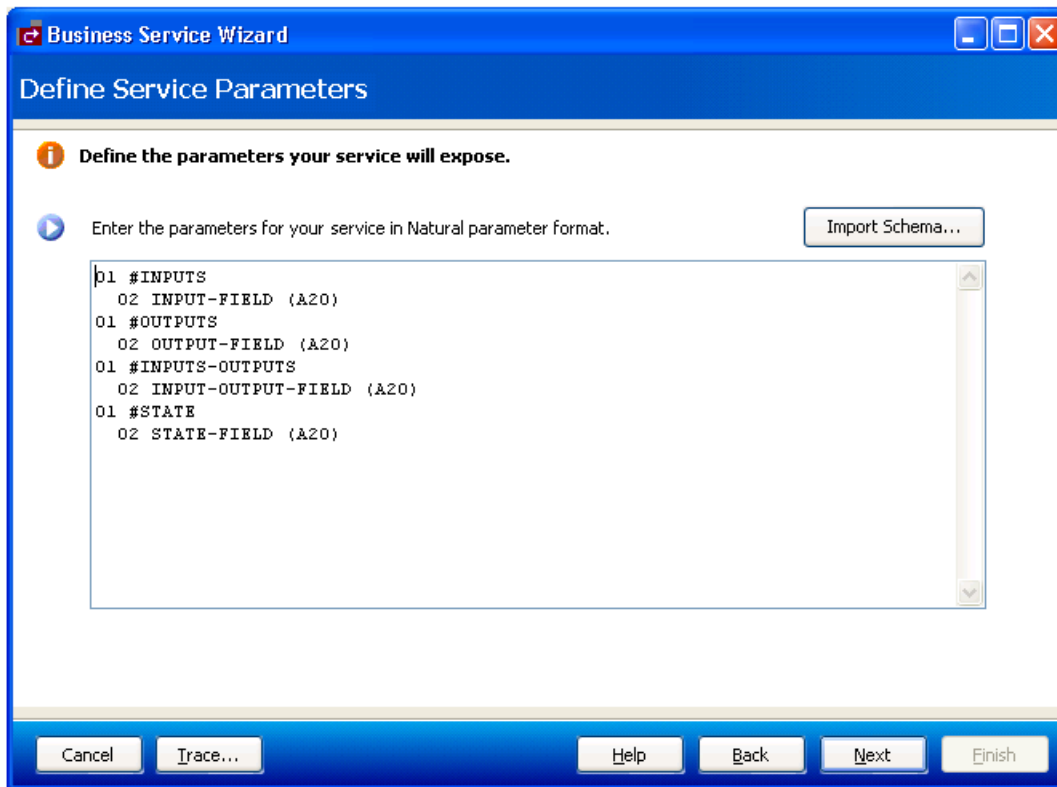 Business Service Wizard
Define Service Parameters
Define the parameters your service will expose.
Enter the parameters for your service in Natural parameter format.
Import Schema...
01 #INPUTS
02 INPUT-FIELD (A20)
01 #OUTPUTS
02 OUTPUT-FIELD (A20)
01 #INPUTS-OUTPUTS
02 INPUT-OUTPUT-FIELD (A20)
01 #STATE
02 STATE-FIELD (A20)
Cancel Trace... Help Back Next Finish